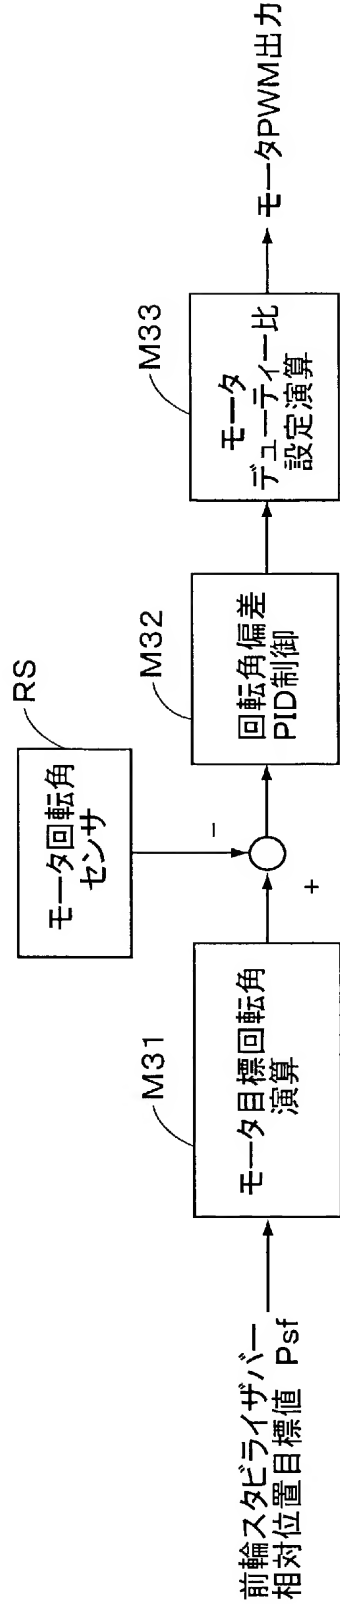 前輪スタビライザバー
相対位置目標値 Psf
M31
モータ目標回転角
演算
+
-
RS
モータ回転角
センサ
M32
回転角偏差
PID制御
M33
モータ
デューティー比
設定演算
モータPWM出力